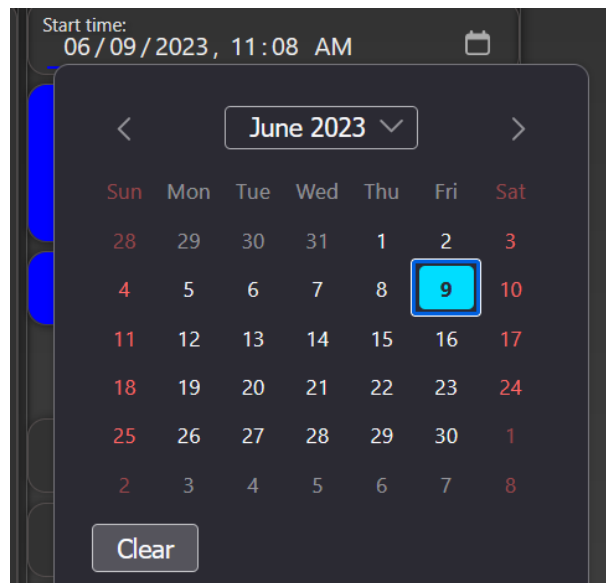 Start time:
06/09/2023, 11:08 AM
June 2023
Sun Mon Tue Wed Thu Fri Sat
28 29 30 31 1 2 3
4 5 6 7 8 9 10
11 12 13 14 15 16 17
18 19 20 21 22 23 24
25 26 27 28 29 30 1
2 3 4 5 6 7 8
Clear